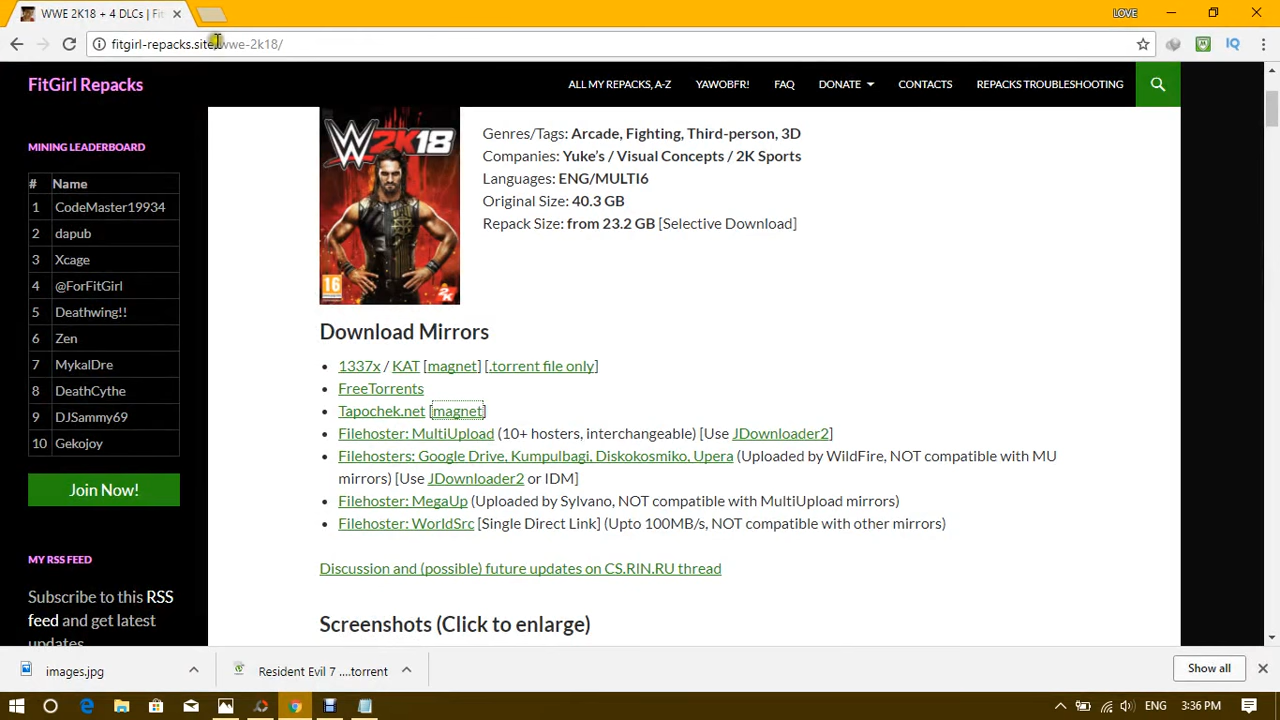 WWE 2K18 + 4 DLCs | Fit
LOVE
fitgirl-repacks.site/wwe-2k18/
FitGirl Repacks
ALL MY REPACKS, A-Z
YAWOBFR!
FAQ
DONATE
CONTACTS
REPACKS TROUBLESHOOTING
MINING LEADERBOARD
# Name
1 CodeMaster19934
2 dapub
3 Xcage
4 @ForFitGirl
5 Deathwing!!
6 Zen
7 MykalDre
8 DeathCythe
9 DJSammy69
10 Gekojoy
Join Now!
MY RSS FEED
Subscribe to this RSS
feed and get latest
updates.
W2K18
16
2K
Genres/Tags: Arcade, Fighting, Third-person, 3D
Companies: Yuke's / Visual Concepts / 2K Sports
Languages: ENG/MULTI6
Original Size: 40.3 GB
Repack Size: from 23.2 GB [Selective Download]
Download Mirrors
1337x / KAT [magnet] [.torrent file only]
FreeTorrents
Tapochek.net [magnet]
Filehoster: MultiUpload (10+ hosters, interchangeable) [Use JDownloader2]
Filehosters: Google Drive, Kumpulbagi, Diskokosmiko, Upera (Uploaded by WildFire, NOT compatible with MU
mirrors) [Use JDownloader2 or IDM]
Filehoster: MegaUp (Uploaded by Sylvano, NOT compatible with MultiUpload mirrors)
Filehoster: WorldSrc [Single Direct Link] (Upto 100MB/s, NOT compatible with other mirrors)
Discussion and (possible) future updates on CS.RIN.RU thread
Screenshots (Click to enlarge)
images.jpg
Resident Evil 7 ....torrent
Show all
ENG
3:36 PM